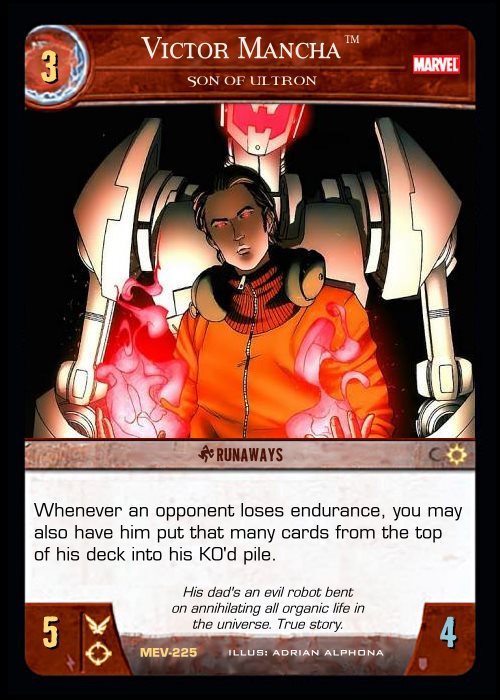 3
VICTOR MANCHA™
SON OF ULTRON
MARVEL
RUNAWAYS
C
Whenever an opponent loses endurance, you may
also have him put that many cards from the top
of his deck into his KO'd pile.
His dad's an evil robot bent
on annihilating all organic life in
the universe. True story.
5
MEV-225 ILLUS: ADRIAN ALPHONA
4